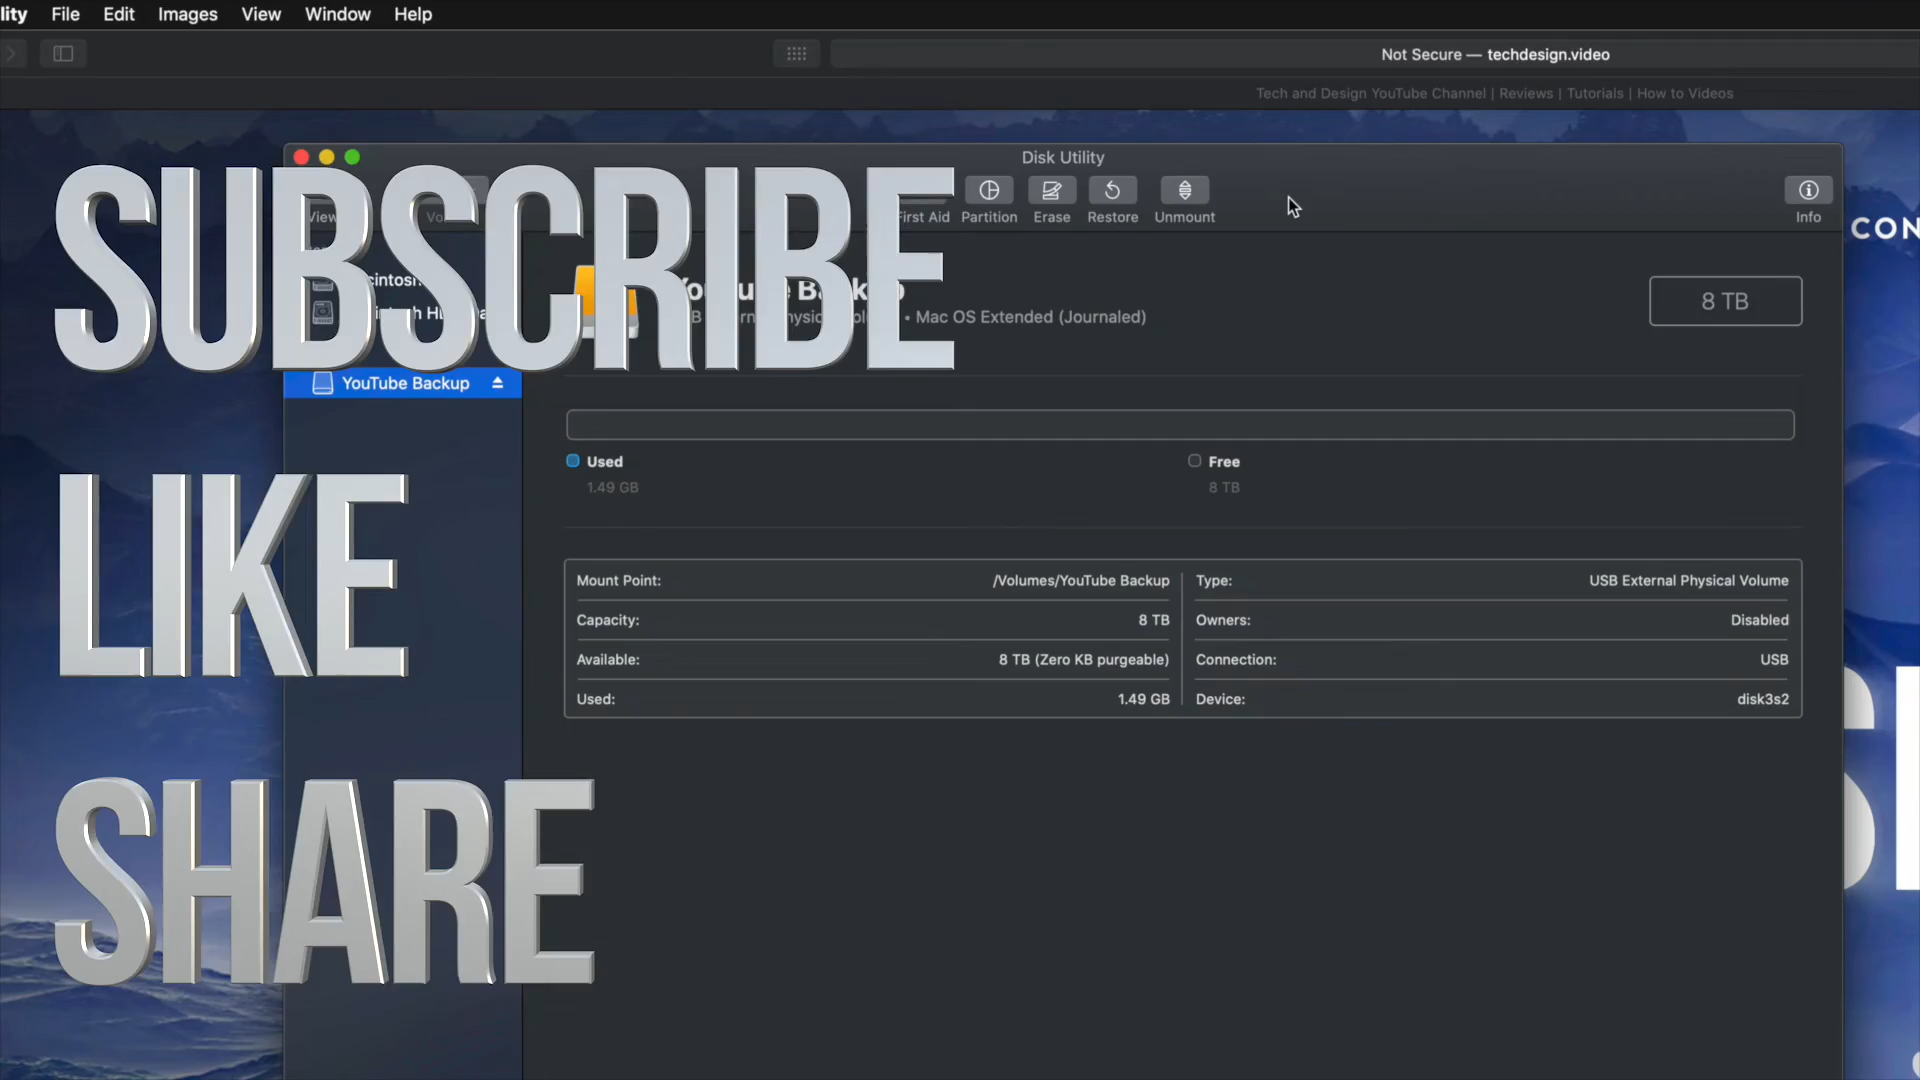 lity File Edit Images View Window Help
Not Secure — techdesign.video
Tech and Design YouTube Channel | Reviews | Tutorials | How to Videos
Disk Utility
View
First Aid Partition Erase Restore Unmount Info
CON
SUBSCRIBE
YouTube Backup
• Mac OS Extended (Journaled)
8 TB
YouTube Backup
Used
1.49 GB
Free
8 TB
LIKE
Mount Point: /Volumes/YouTube Backup
Type: USB External Physical Volume
Capacity: 8 TB
Owners: Disabled
Available: 8 TB (Zero KB purgeable)
Connection: USB
Used: 1.49 GB
Device: disk3s2
SHARE